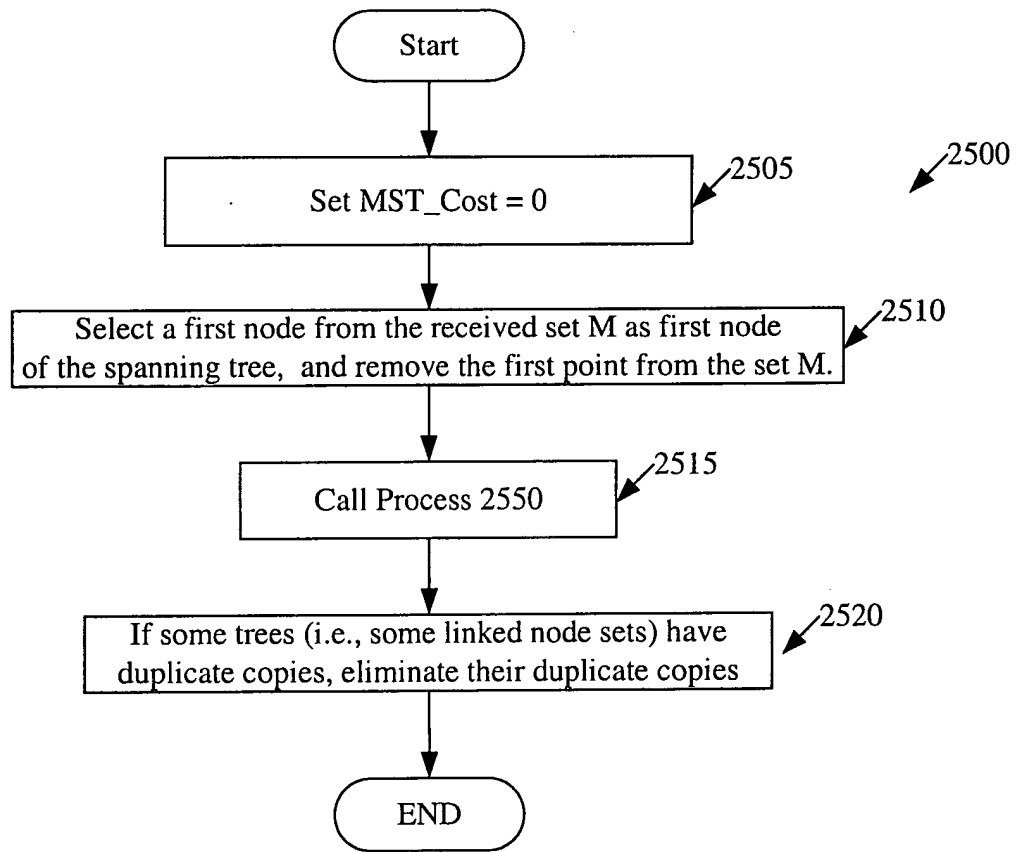 Start
2500
2505
Set MST_Cost = 0
2510
Select a first node from the received set M as first node
of the spanning tree, and remove the first point from the set M.
2515
Call Process 2550
2520
If some trees (i.e., some linked node sets) have
duplicate copies, eliminate their duplicate copies
END